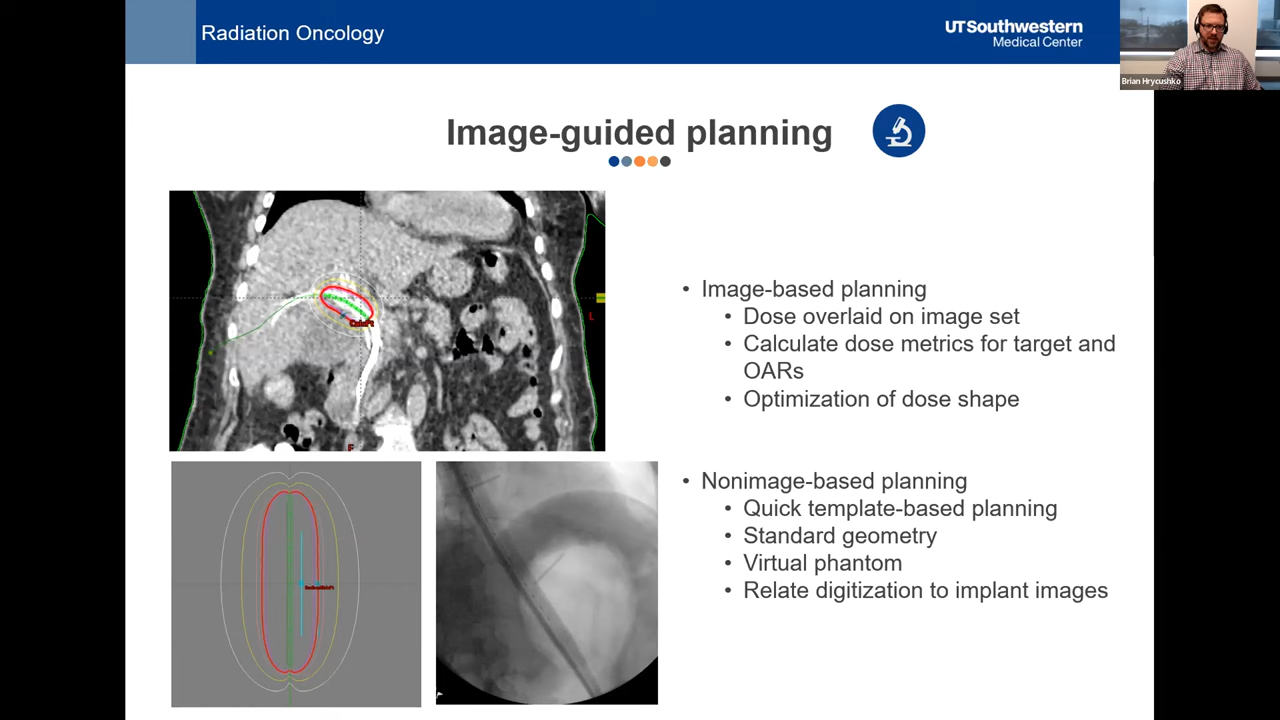 Radiation Oncology
UTSouthwestern
Medical Center
Brian Hrycushko
Image-guided planning
L
F
• Image-based planning
• Dose overlaid on image set
• Calculate dose metrics for target and
OARs
• Optimization of dose shape
• Nonimage-based planning
• Quick template-based planning
• Standard geometry
• Virtual phantom
• Relate digitization to implant images